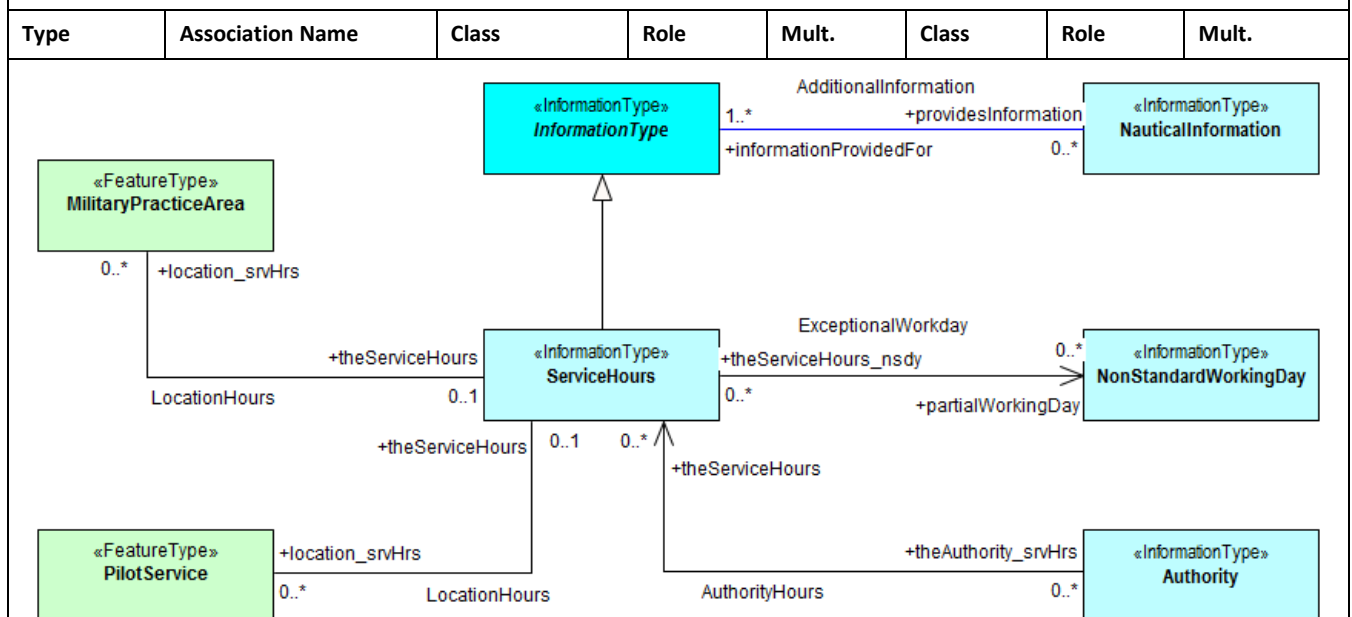 Type Association Name Class Role Mult. Class Role Mult.
AdditionalInformation
«InformationType»
InformationType
1..*
+providesInformation
+informationProvidedFor
0..*
«InformationType»
NauticalInformation
«FeatureType»
MilitaryPracticeArea
0..*
+location_srvHrs
+theServiceHours
LocationHours
0..1
«InformationType»
ServiceHours
ExceptionalWorkday
+theServiceHours_nsdy
0..*
0..*
+partialWorkingDay
«InformationType»
NonStandardWorkingDay
+theServiceHours
0..1
0..*
+theServiceHours
«FeatureType»
PilotService
+location_srvHrs
0..*
LocationHours
AuthorityHours
+theAuthority_srvHrs
0..*
«InformationType»
Authority